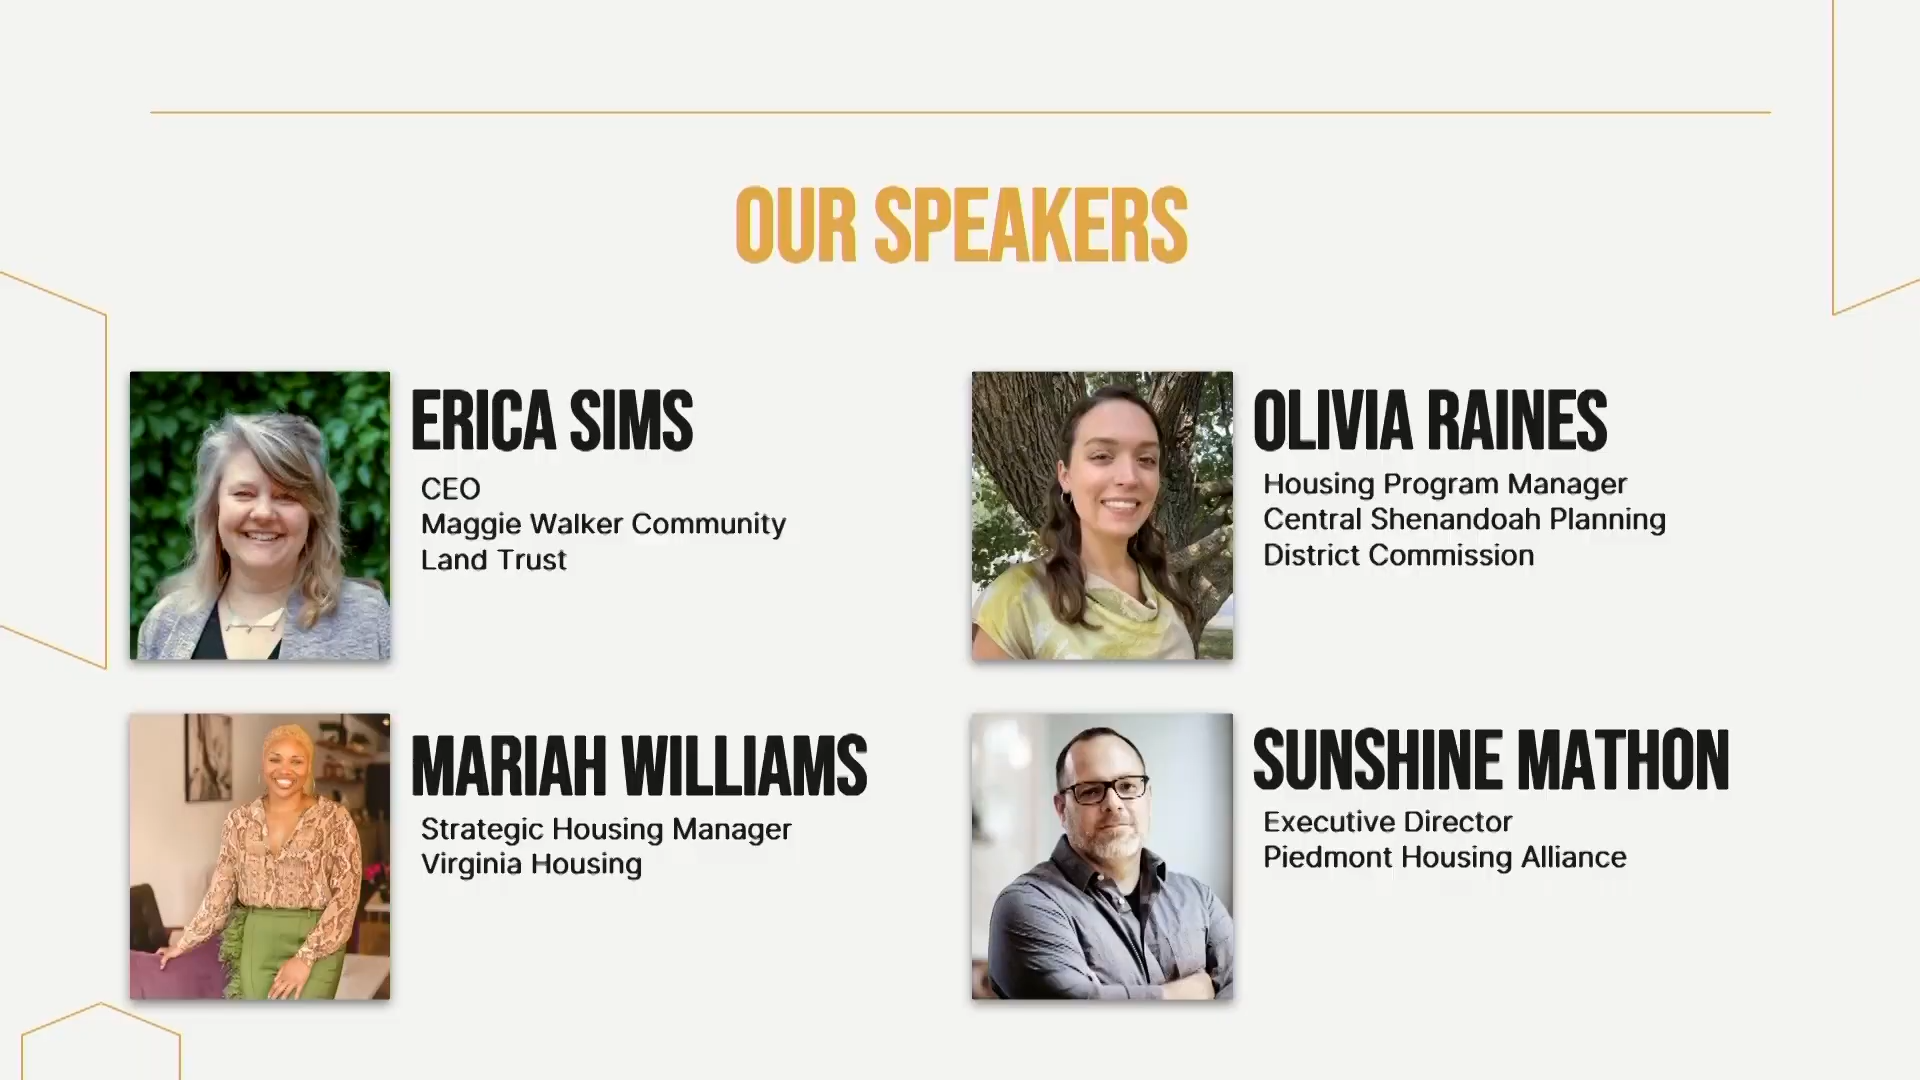 OUR SPEAKERS
ERICA SIMS
CEO
Maggie Walker Community
Land Trust
OLIVIA RAINES
Housing Program Manager
Central Shenandoah Planning
District Commission
MARIAH WILLIAMS
Strategic Housing Manager
Virginia Housing
SUNSHINE MATHON
Executive Director
Piedmont Housing Alliance